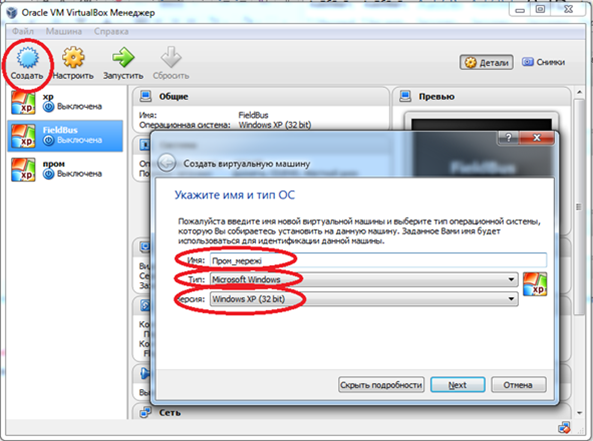 Oracle VM VirtualBox Менеджер
Файл Машина Справка
Создать Настроить Запустить Сбросить
Детали Снимки
xp
Выключена
FieldBus
Выключена
пром
Выключена
Общие
Имя: FieldBus
Операционная система: Windows XP (32 bit)
Превью
Создать виртуальную машину
Укажите имя и тип ОС
Пожалуйста введите имя новой виртуальной машины и выберите тип операционной системы,
которую Вы собираетесь установить на данную машину. Заданное Вами имя будет
использоваться для идентификации данной машины.
Имя: Пром_мережі
Тип: Microsoft Windows
ерсия: Windows XP (32 bit)
Скрыть подробности Next Отмена
Сеть